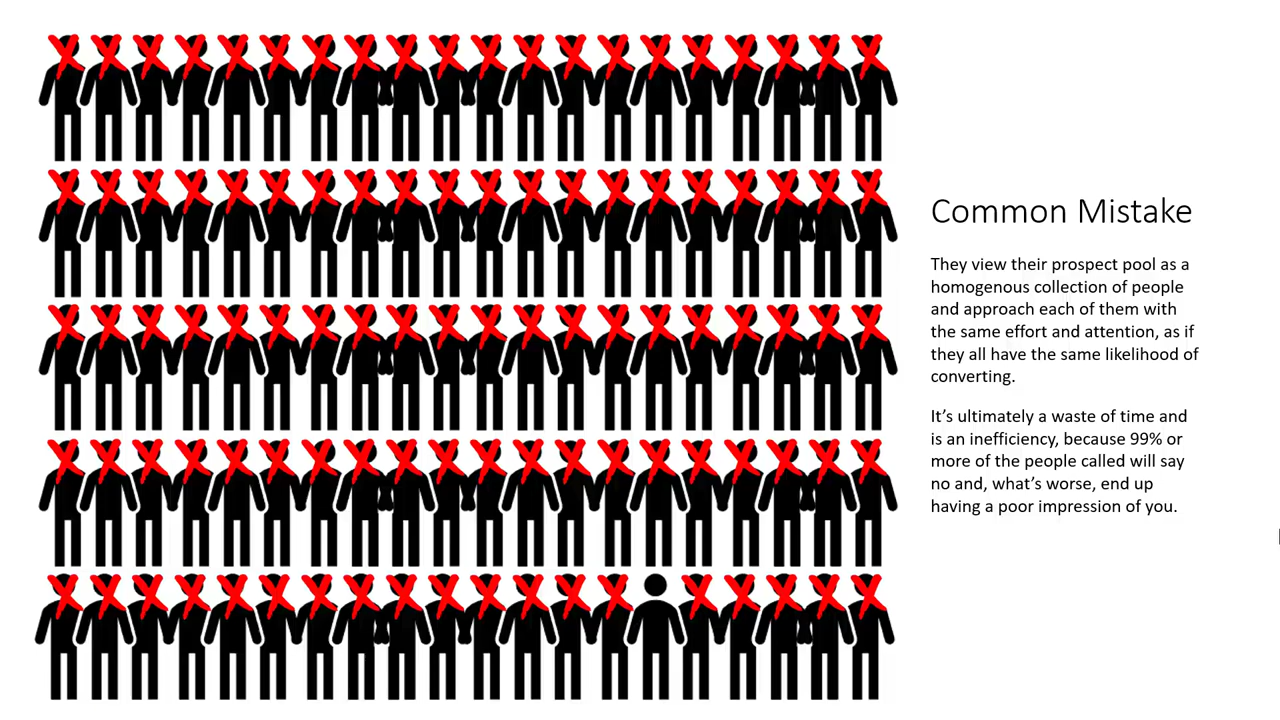 Common Mistake
They view their prospect pool as a
homogenous collection of people
and approach each of them with
the same effort and attention, as if
they all have the same likelihood of
converting.
It’s ultimately a waste of time and
is an inefficiency, because 99% or
more of the people called will say
no and, what’s worse, end up
having a poor impression of you.